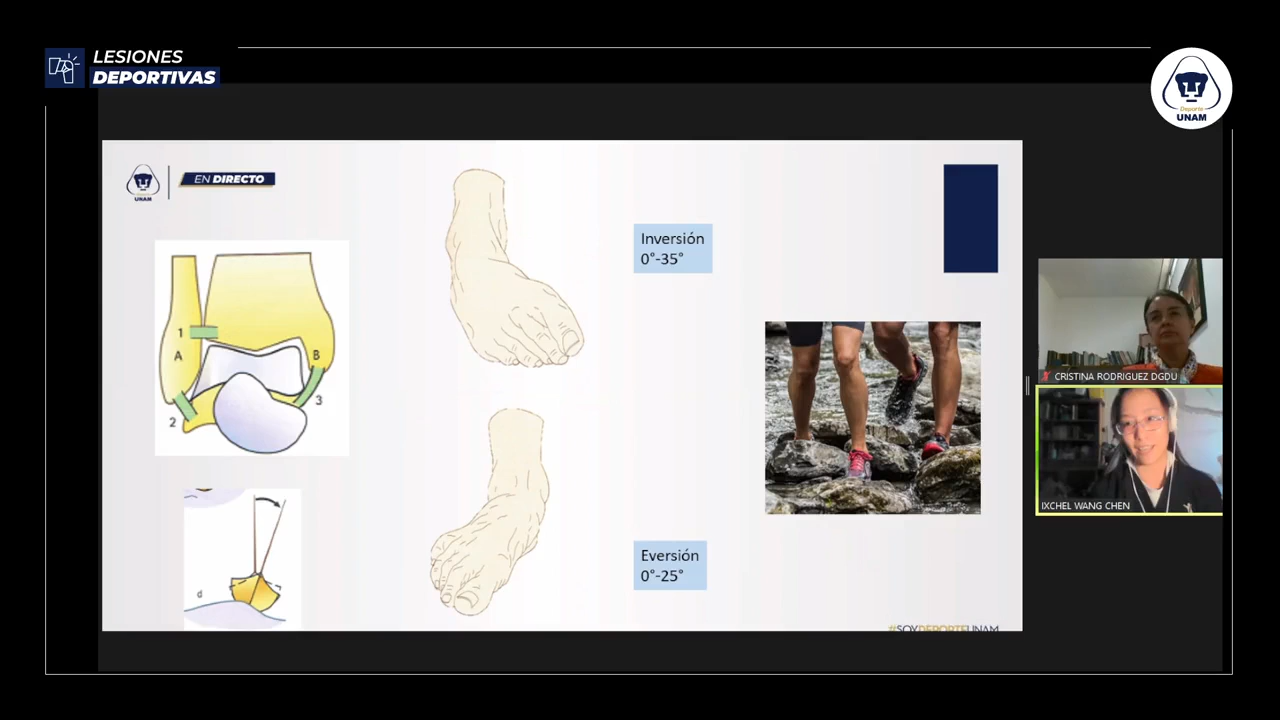 LESIONES
DEPORTIVAS
Deporte
UNAM
UNAM
EN DIRECTO
Inversión
0°-35°
1
A
B
2
3
Eversión
0°-25°
d
#SOYDEPORTEUNAM
CRISTINA RODRIGUEZ DGDU
IXCHEL WANG CHEN